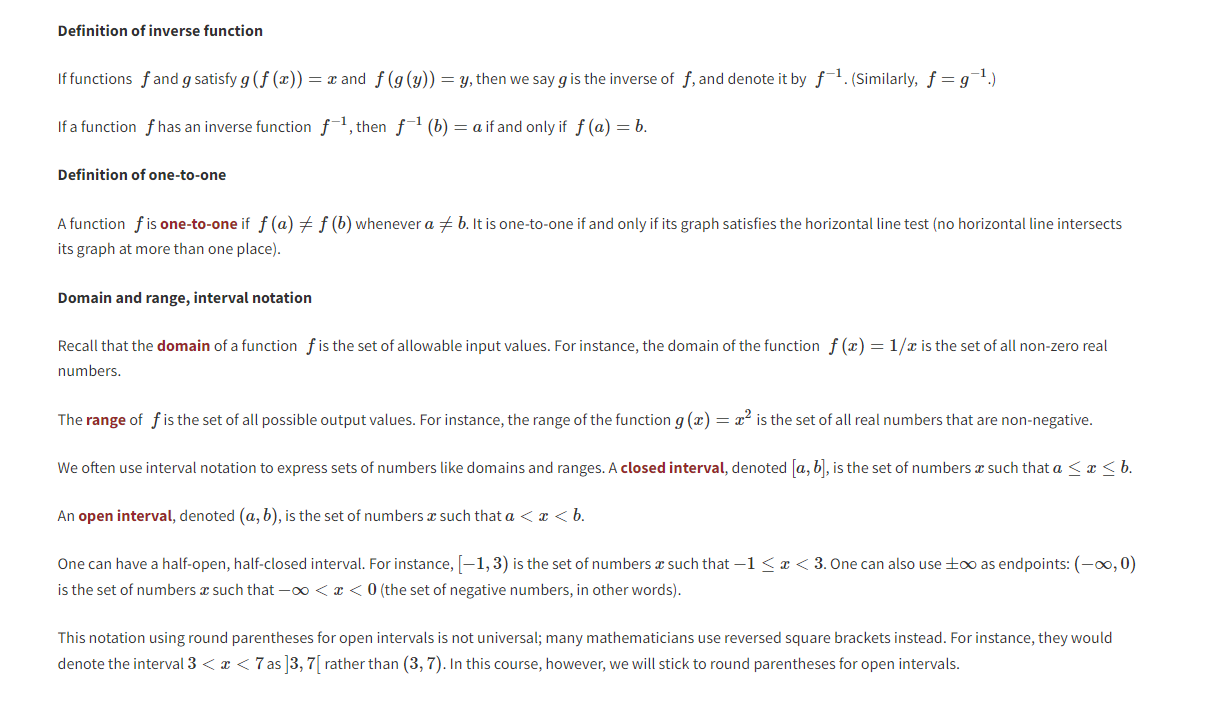 Definition of inverse function
If functions f and g satisfy g (f (x)) = x and f (g (y)) = y, then we say g is the inverse of f, and denote it by f⁻¹. (Similarly, f = g⁻¹.)
If a function f has an inverse function f⁻¹, then f⁻¹ (b) = a if and only if f (a) = b.
Definition of one-to-one
A function f is one-to-one if f (a) ≠ f (b) whenever a ≠ b. It is one-to-one if and only if its graph satisfies the horizontal line test (no horizontal line intersects
its graph at more than one place).
Domain and range, interval notation
Recall that the domain of a function f is the set of allowable input values. For instance, the domain of the function f (x) = 1/x is the set of all non-zero real
numbers.
The range of f is the set of all possible output values. For instance, the range of the function g (x) = x² is the set of all real numbers that are non-negative.
We often use interval notation to express sets of numbers like domains and ranges. A closed interval, denoted [a, b], is the set of numbers x such that a ≤ x ≤ b.
An open interval, denoted (a, b), is the set of numbers x such that a < x < b.
One can have a half-open, half-closed interval. For instance, [−1, 3) is the set of numbers x such that −1 ≤ x < 3. One can also use ±∞ as endpoints: (−∞, 0)
is the set of numbers x such that −∞ < x < 0 (the set of negative numbers, in other words).
This notation using round parentheses for open intervals is not universal; many mathematicians use reversed square brackets instead. For instance, they would
denote the interval 3 < x < 7 as ]3, 7[ rather than (3, 7). In this course, however, we will stick to round parentheses for open intervals.